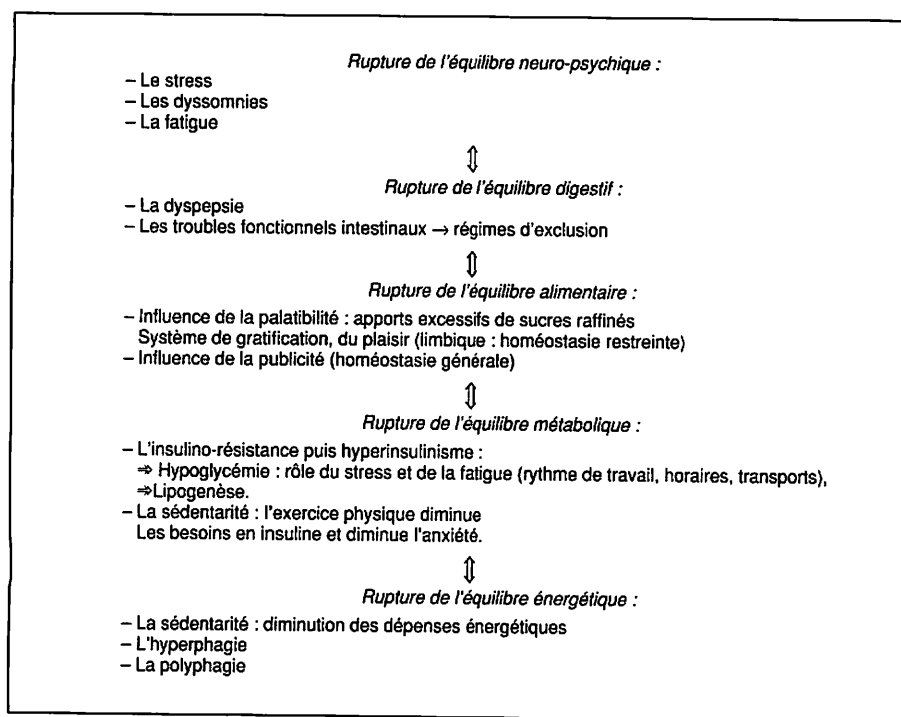 Rupture de l'équilibre neuro-psychique :
– Le stress
– Les dyssomnies
– La fatigue
⇕
Rupture de l'équilibre digestif :
– La dyspepsie
– Les troubles fonctionnels intestinaux → régimes d'exclusion
⇕
Rupture de l'équilibre alimentaire :
– Influence de la palatibilité : apports excessifs de sucres raffinés
Système de gratification, du plaisir (limbique : homéostasie restreinte)
– Influence de la publicité (homéostasie générale)
⇕
Rupture de l'équilibre métabolique :
– L'insulino-résistance puis hyperinsulinisme :
⇒ Hypoglycémie : rôle du stress et de la fatigue (rythme de travail, horaires, transports),
⇒Lipogenèse.
– La sédentarité : l'exercice physique diminue
Les besoins en insuline et diminue l'anxiété.
⇕
Rupture de l'équilibre énergétique :
– La sédentarité : diminution des dépenses énergétiques
– L'hyperphagie
– La polyphagie